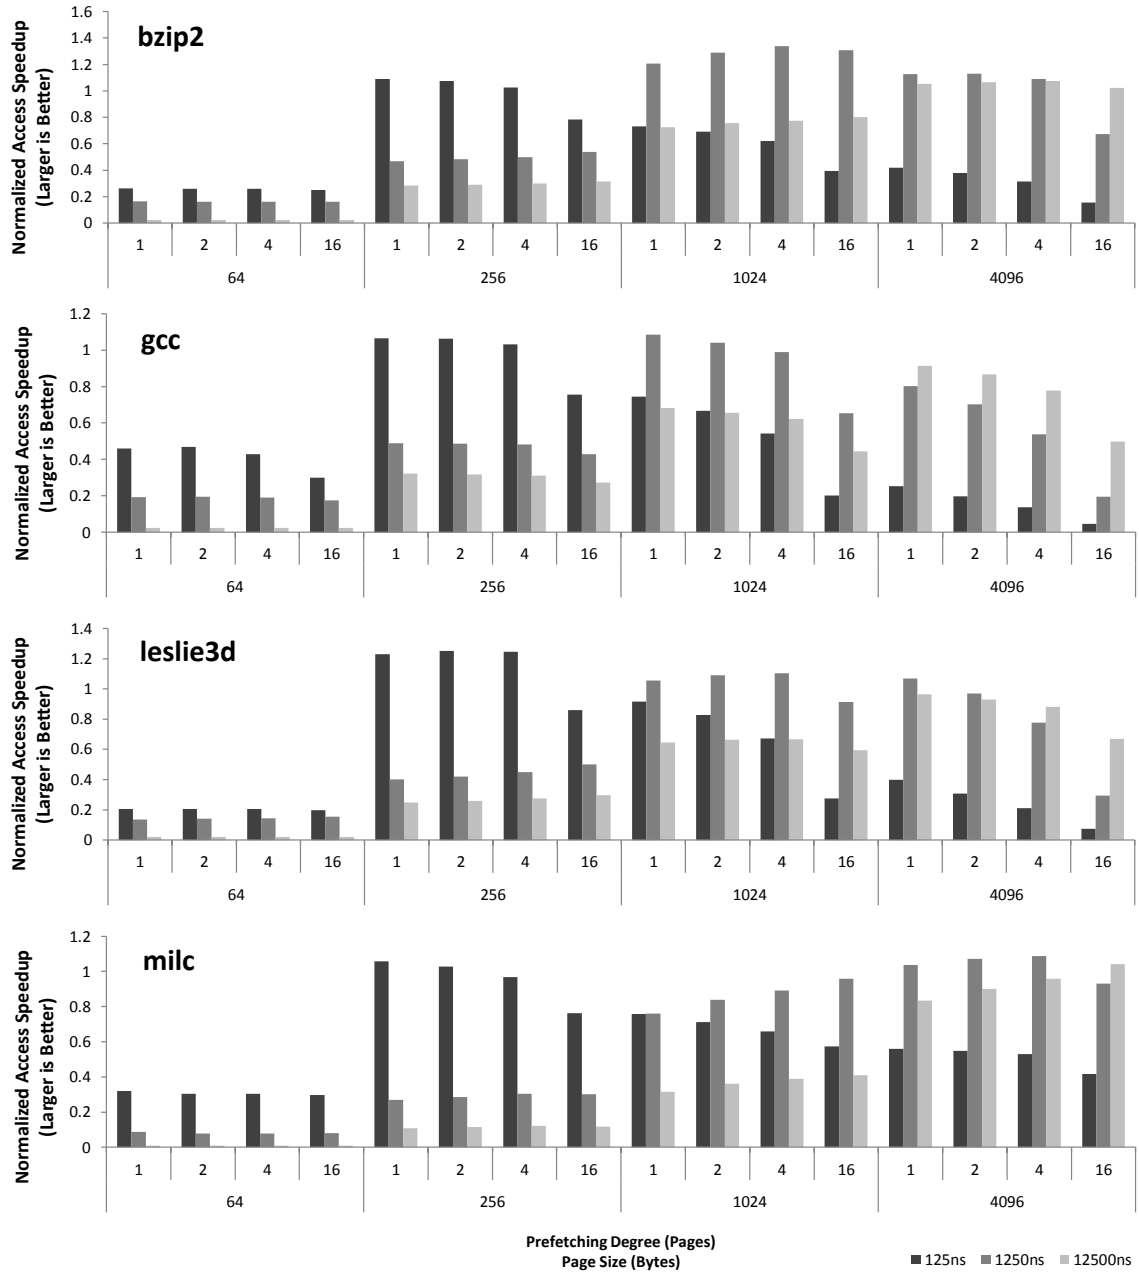 bzip2
Normalized Access Speedup
(Larger is Better)
1.6
1.4
1.2
1
0.8
0.6
0.4
0.2
0
1 2 4 16 1 2 4 16 1 2 4 16 1 2 4 16
64 256 1024 4096
gcc
Normalized Access Speedup
(Larger is Better)
1.2
1
0.8
0.6
0.4
0.2
0
1 2 4 16 1 2 4 16 1 2 4 16 1 2 4 16
64 256 1024 4096
leslie3d
Normalized Access Speedup
(Larger is Better)
1.4
1.2
1
0.8
0.6
0.4
0.2
0
1 2 4 16 1 2 4 16 1 2 4 16 1 2 4 16
64 256 1024 4096
milc
Normalized Access Speedup
(Larger is Better)
1.2
1
0.8
0.6
0.4
0.2
0
1 2 4 16 1 2 4 16 1 2 4 16 1 2 4 16
64 256 1024 4096
Prefetching Degree (Pages)
Page Size (Bytes)
125ns 1250ns 12500ns